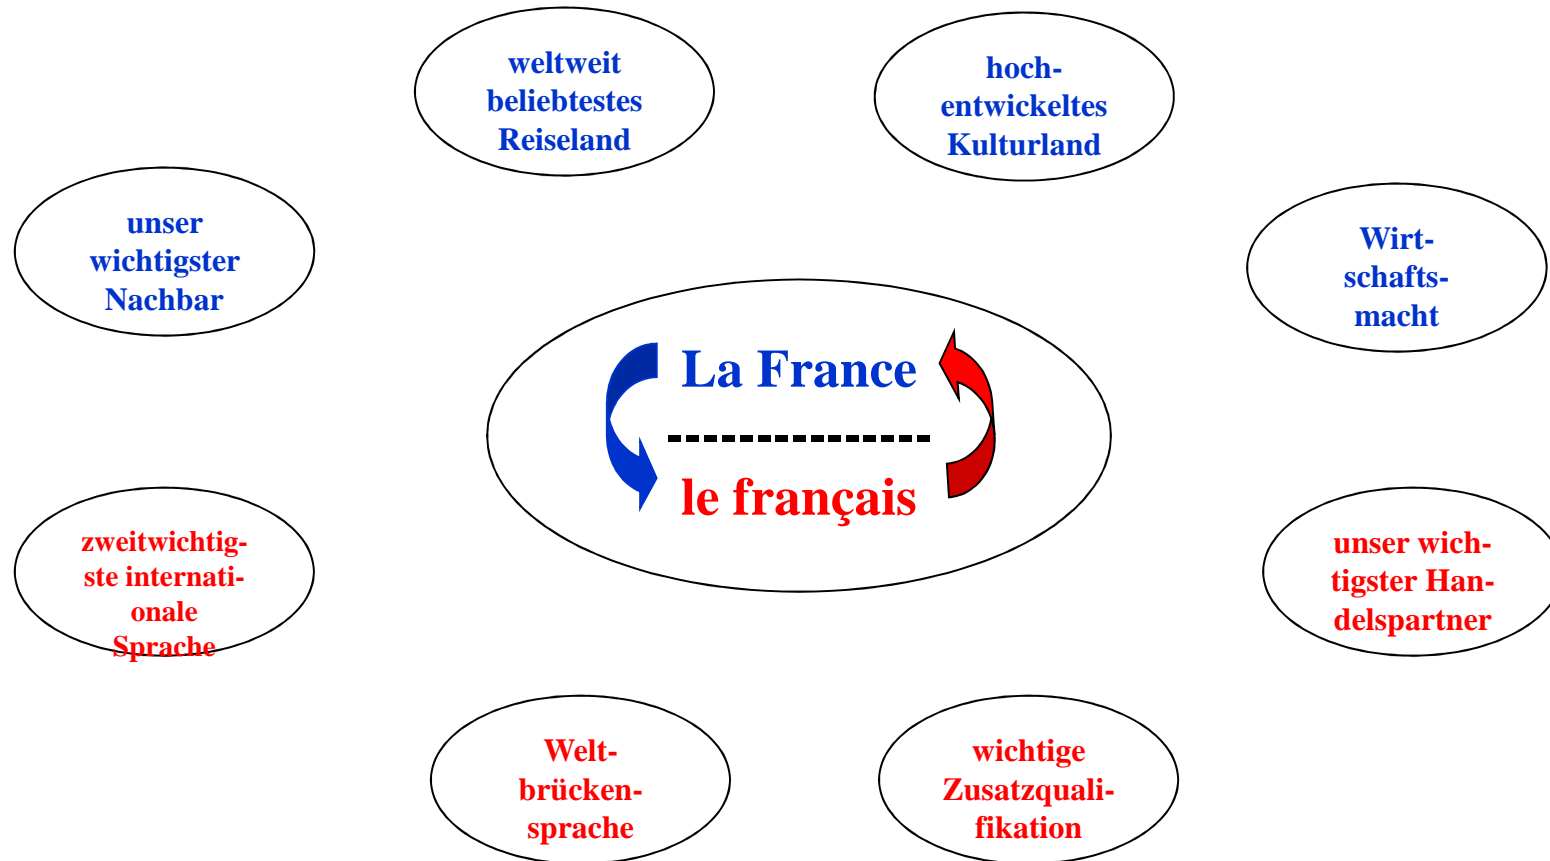 weltweit
beliebtestes
Reiseland
hoch-
entwickeltes
Kulturland
unser
wichtigster
Nachbar
Wirt-
schafts-
macht
La France
le français
zweitwichtig-
ste internati-
onale
Sprache
unser wich-
tigster Han-
delspartner
Welt-
brücken-
sprache
wichtige
Zusatzquali-
fikation